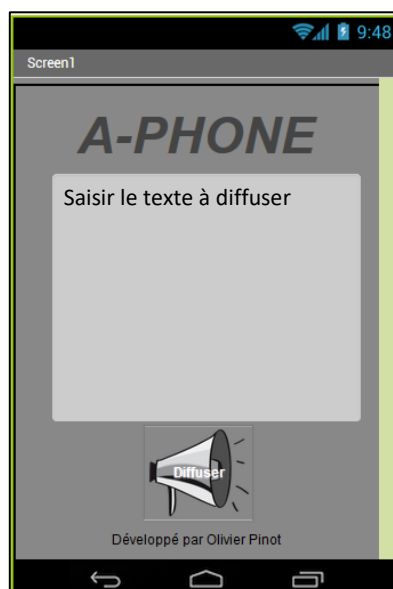 9:48
Screen1
A-PHONE
Saisir le texte à diffuser
Diffuser
Développé par Olivier Pinot